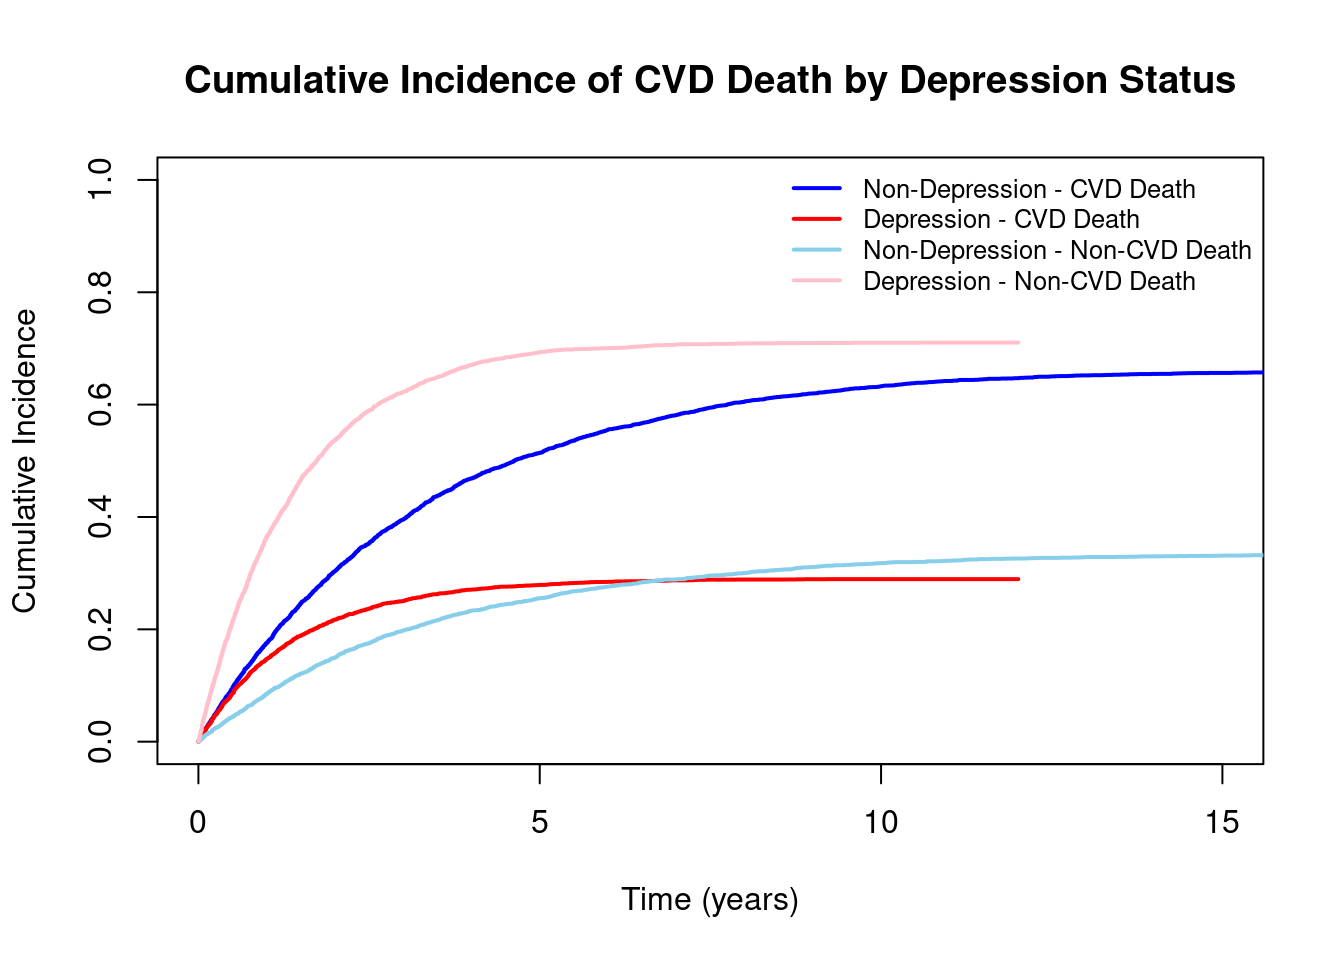 Cumulative Incidence of CVD Death by Depression Status
Non-Depression - CVD Death
Depression - CVD Death
Non-Depression - Non-CVD Death
Depression - Non-CVD Death
Cumulative Incidence
1.0
0.8
0.6
0.4
0.2
0.0
0 5 10 15
Time (years)